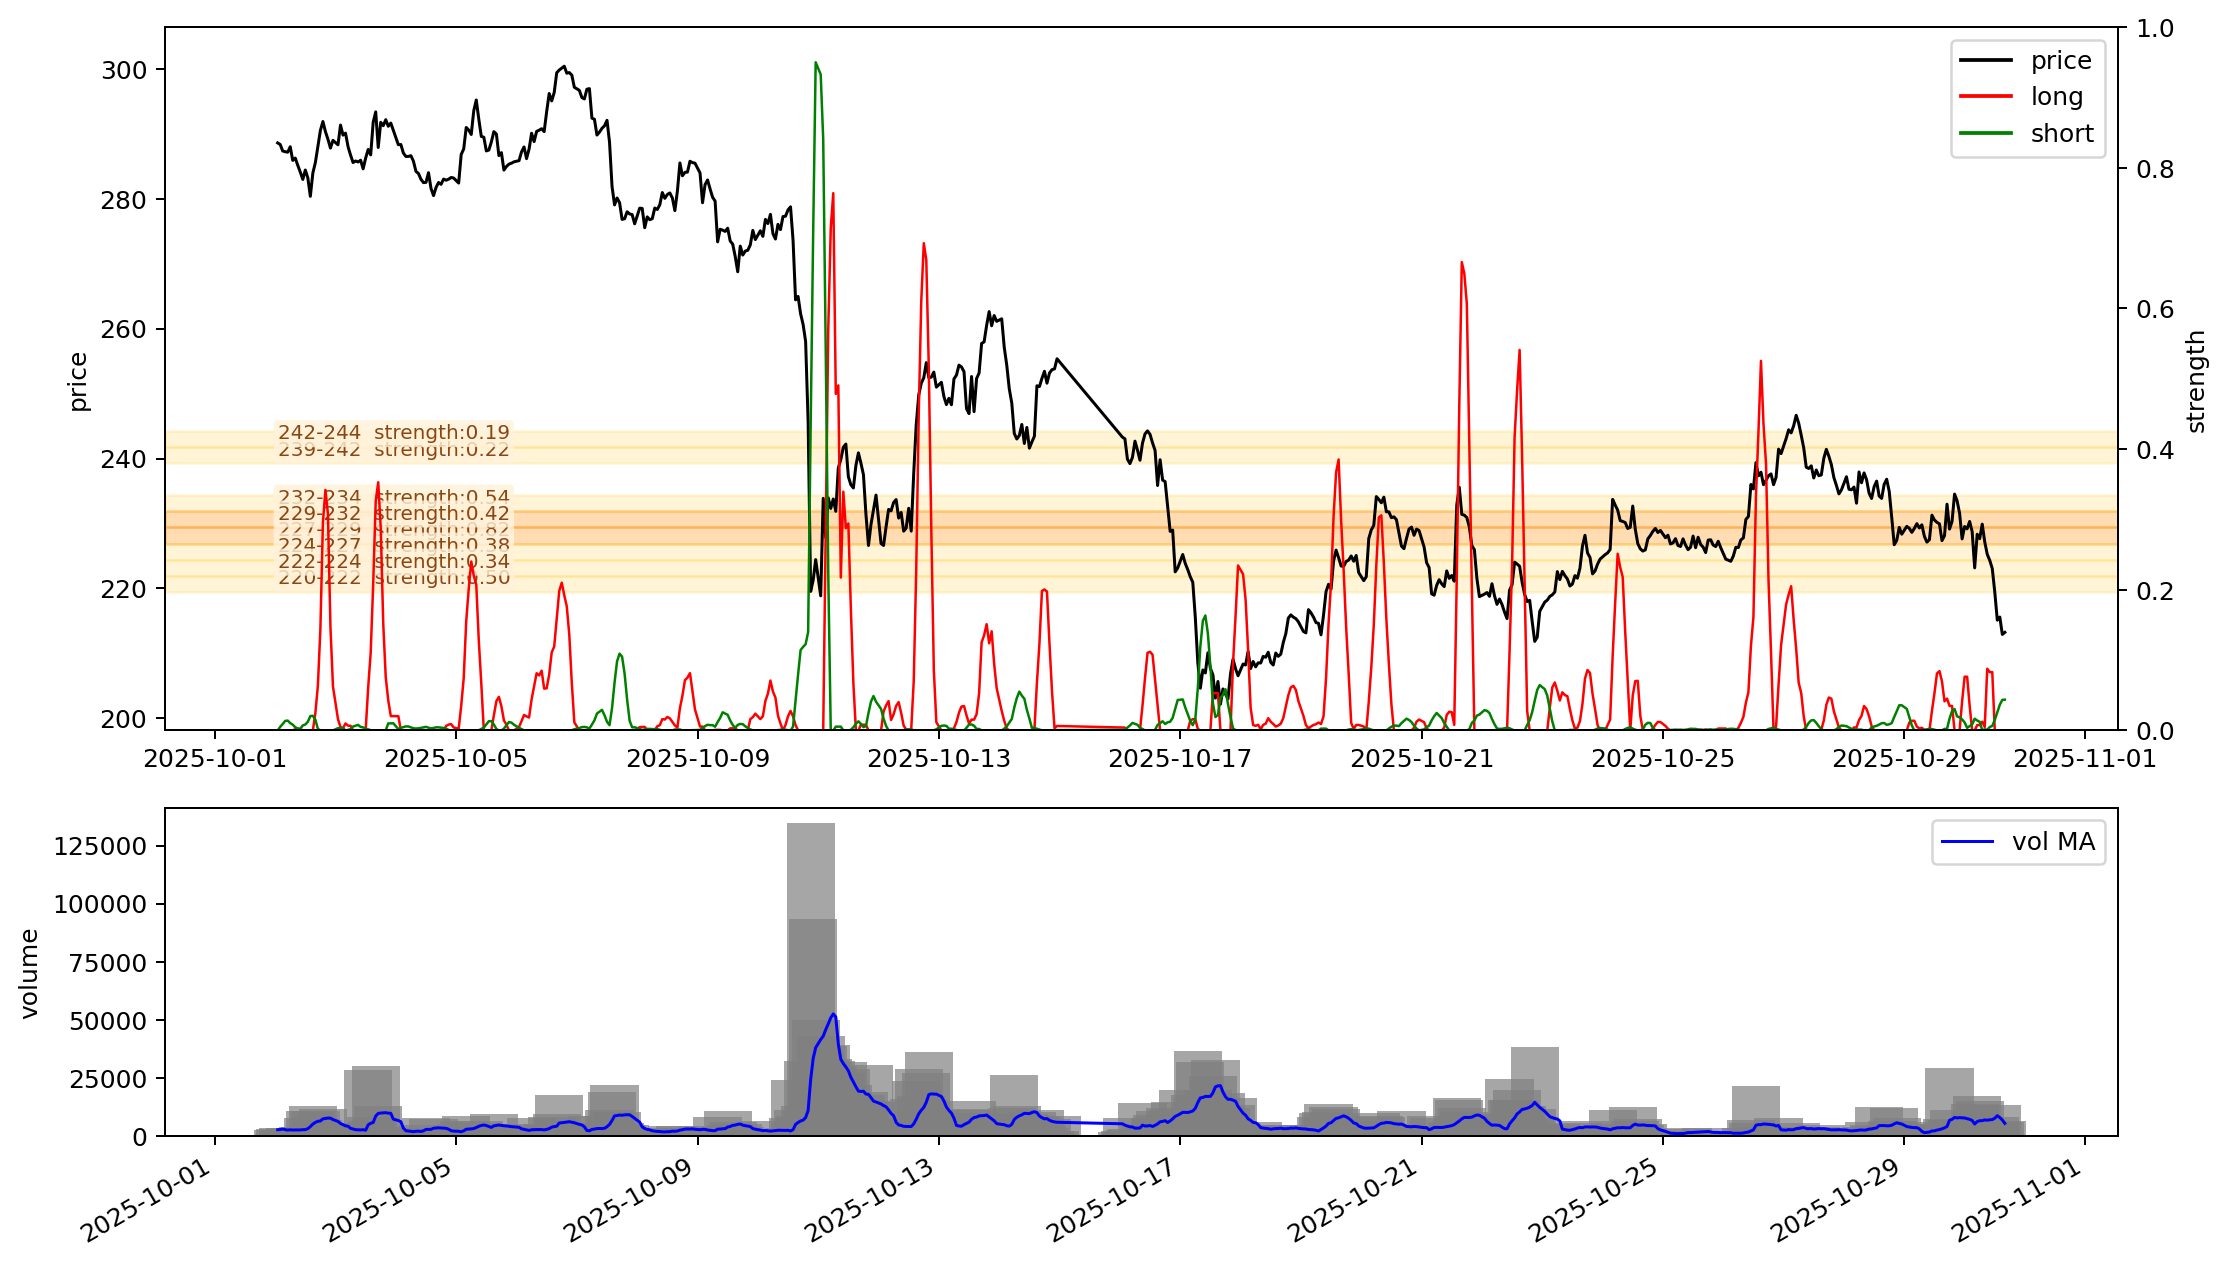 300
280
260
240
220
200
price
1.0
0.8
0.6
0.4
0.2
0.0
strength
price
long
short
242-244 strength:0.19
239-242 strength:0.22
232-234 strength:0.54
229-232 strength:0.42
227-229 strength:0.82
224-227 strength:0.38
222-224 strength:0.34
220-222 strength:0.50
2025-10-01
2025-10-05
2025-10-09
2025-10-13
2025-10-17
2025-10-21
2025-10-25
2025-10-29
2025-11-01
125000
100000
75000
50000
25000
0
volume
vol MA
2025-10-01
2025-10-05
2025-10-09
2025-10-13
2025-10-17
2025-10-21
2025-10-25
2025-10-29
2025-11-01